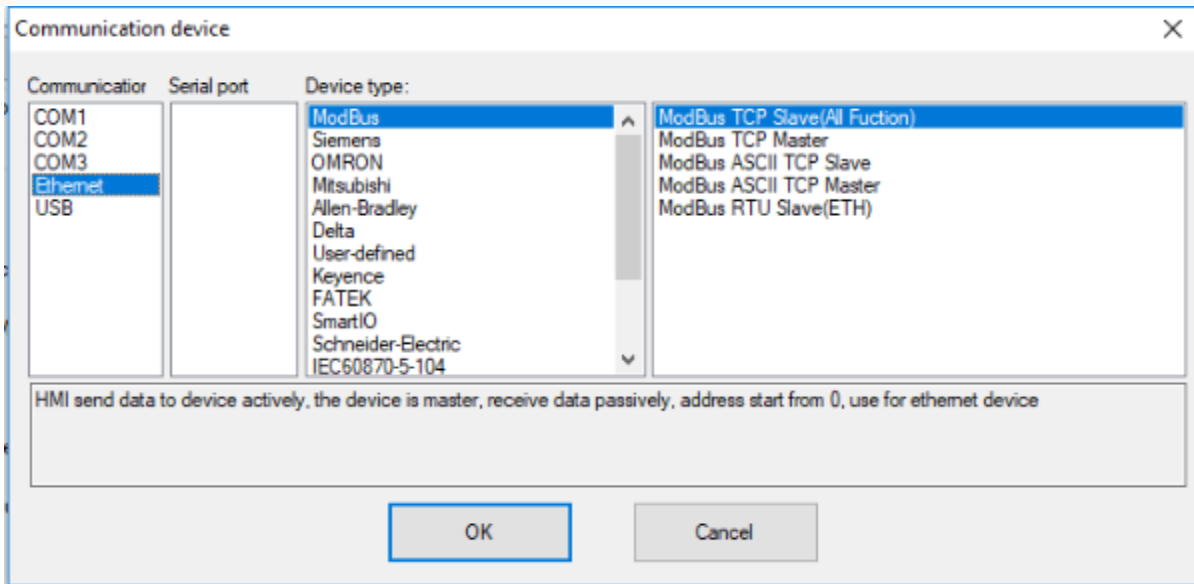 Communication device
Communicatior
Serial port
Device type:
COM1
COM2
COM3
Ethernet
USB
ModBus
Siemens
OMRON
Mitsubishi
Allen-Bradley
Delta
User-defined
Keyence
FATEK
SmartIO
Schneider-Electric
IEC60870-5-104
ModBus TCP Slave(All Fuction)
ModBus TCP Master
ModBus ASCII TCP Slave
ModBus ASCII TCP Master
ModBus RTU Slave(ETH)
HMI send data to device actively, the device is master, receive data passively, address start from 0, use for ethernet device
OK
Cancel